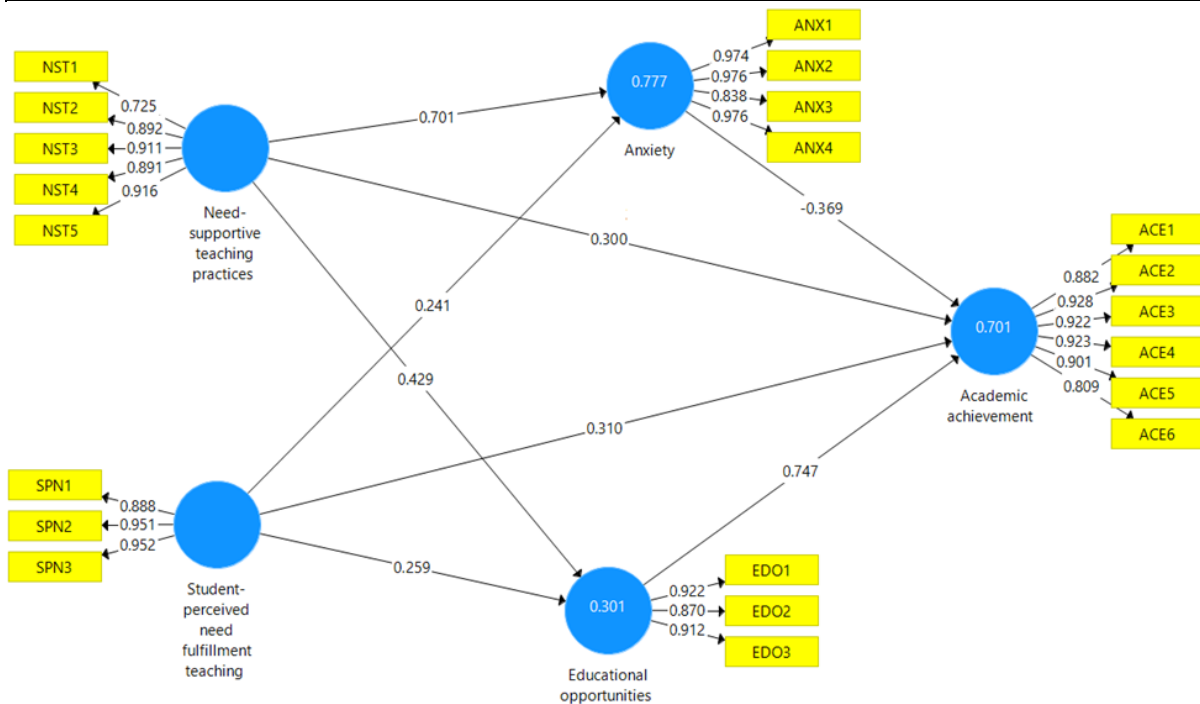 NST1
NST2
NST3
NST4
NST5
0.725
0.892
0.911
0.891
0.916
Need-
supportive
teaching
practices
0.701
0.300
0.429
ANX1
ANX2
ANX3
ANX4
0.974
0.976
0.838
0.976
0.777
Anxiety
-0.369
0.241
0.310
0.259
SPN1
SPN2
SPN3
0.888
0.951
0.952
Student-
perceived
need
fulfillment
teaching
0.747
0.301
Educational
opportunities
EDO1
EDO2
EDO3
0.922
0.870
0.912
0.701
Academic
achievement
ACE1
ACE2
ACE3
ACE4
ACE5
ACE6
0.882
0.928
0.922
0.923
0.901
0.809